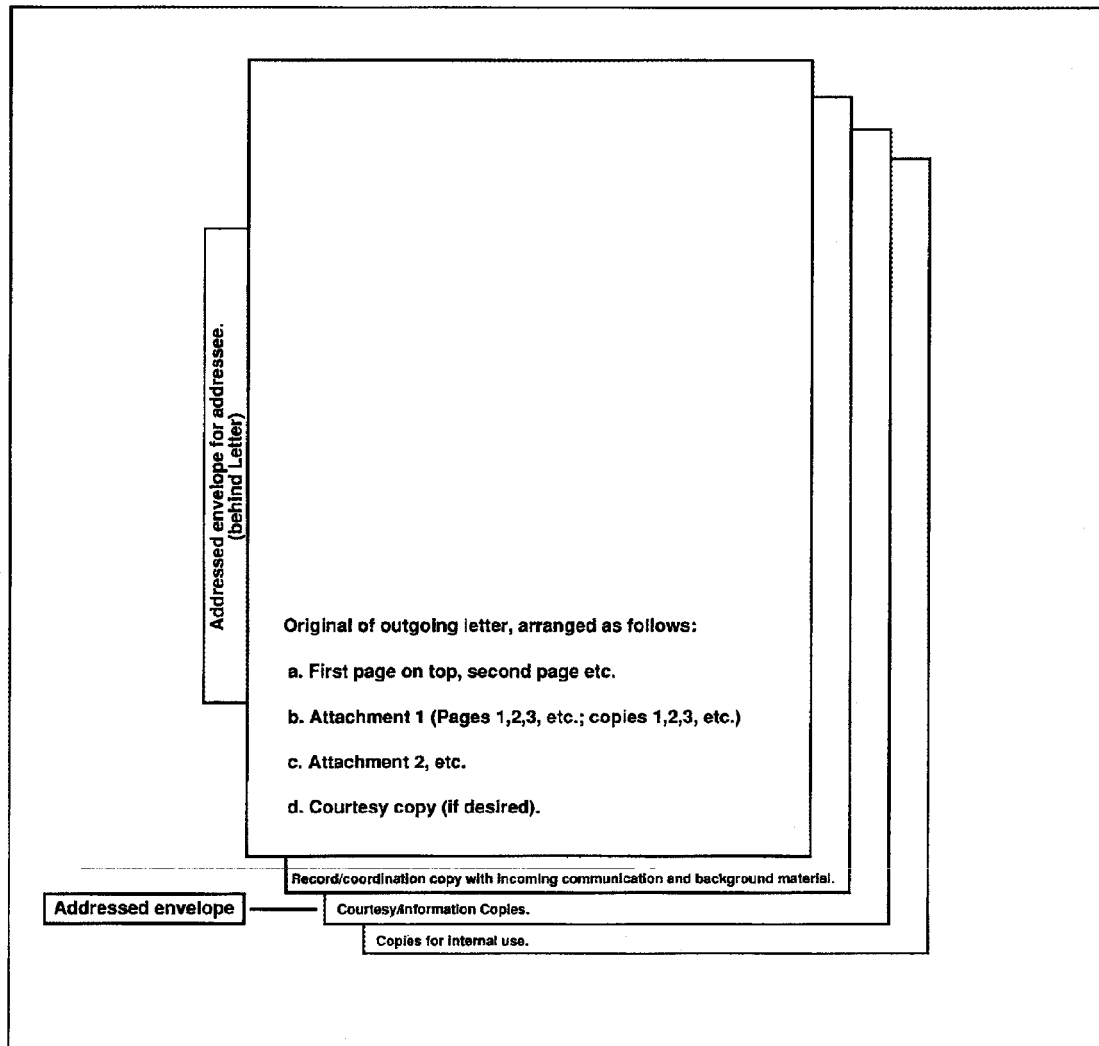 Addressed envelope for addressee.
(behind Letter)
Original of outgoing letter, arranged as follows:
a. First page on top, second page etc.
b. Attachment 1 (Pages 1,2,3, etc.; copies 1,2,3, etc.)
c. Attachment 2, etc.
d. Courtesy copy (if desired).
Record/coordination copy with incoming communication and background material.
Addressed envelope
Courtesy/information Copies.
Copies for internal use.